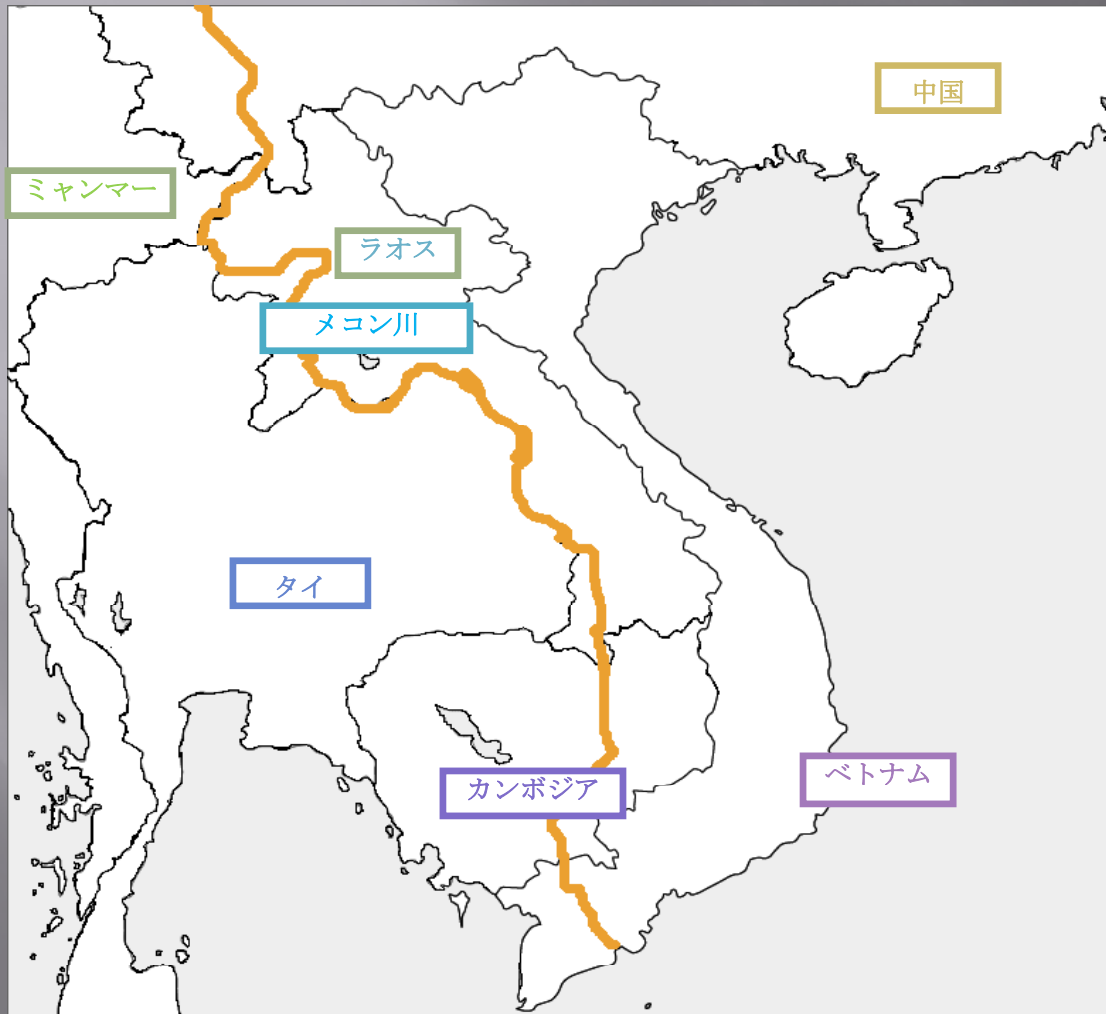 中国
ミャンマー
ラオス
メコン川
タイ
カンボジア
ベトナム